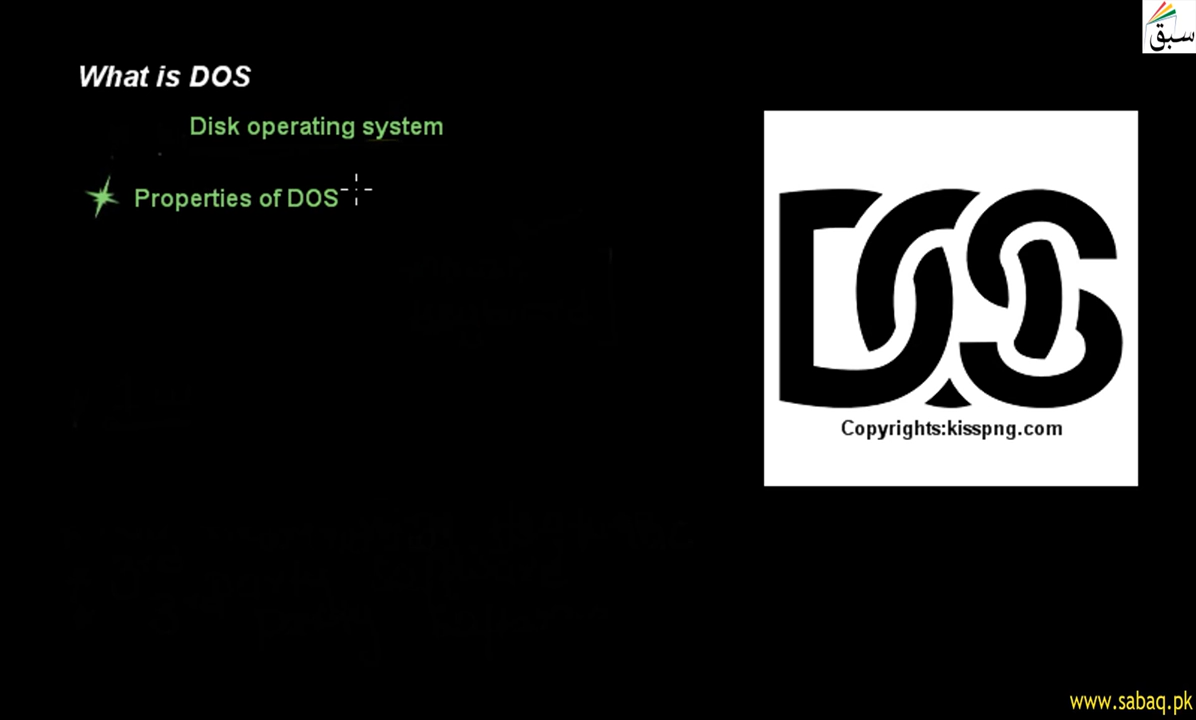 سبق
What is DOS
Disk operating system
Properties of DOS
DOS
Copyrights:kisspng.com
www.sabaq.pk